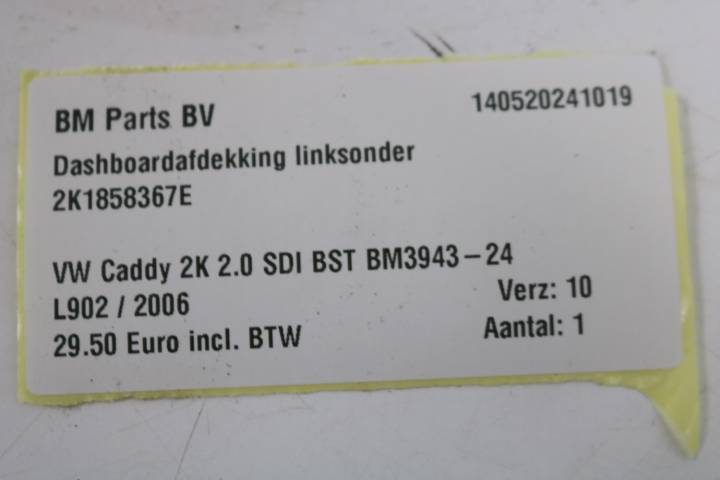 BM Parts BV 140520241019
Dashboardafdekking linksonder
2K1858367E
VW Caddy 2K 2.0 SDI BST BM3943-24
L902 / 2006 Verz: 10
29.50 Euro incl. BTW Aantal: 1